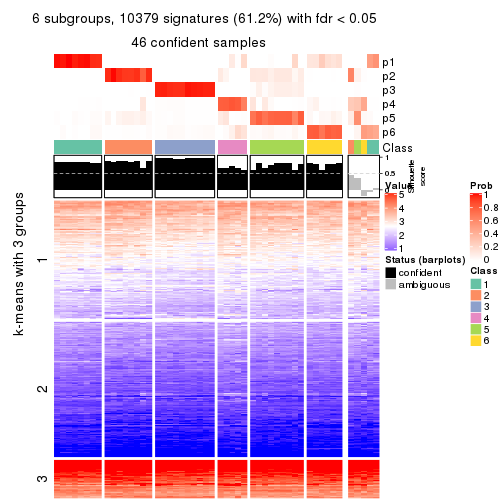 6 subgroups, 10379 signatures (61.2%) with fdr < 0.05
46 confident samples
p1
p2
p3
p4
p5
p6
Class
1
0.5
0
Silhouette
score
k-means with 3 groups
1
2
3
Value
5
4
3
2
1
Status (barplots)
confident
ambiguous
Prob
1
0.8
0.6
0.4
0.2
0
Class
1
2
3
4
5
6